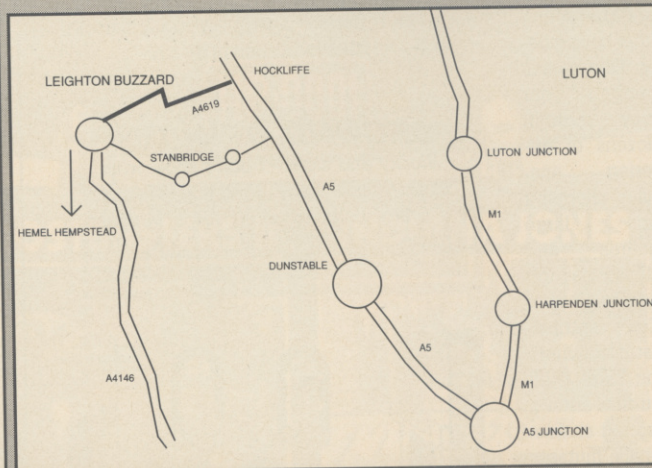 HOCKLIFFE
LUTON
LEIGHTON BUZZARD
A4619
STANBRIDGE
LUTON JUNCTION
A5
M1
HEMEL HEMPSTEAD
DUNSTABLE
HARPENDEN JUNCTION
A5
A4146
M1
A5 JUNCTION